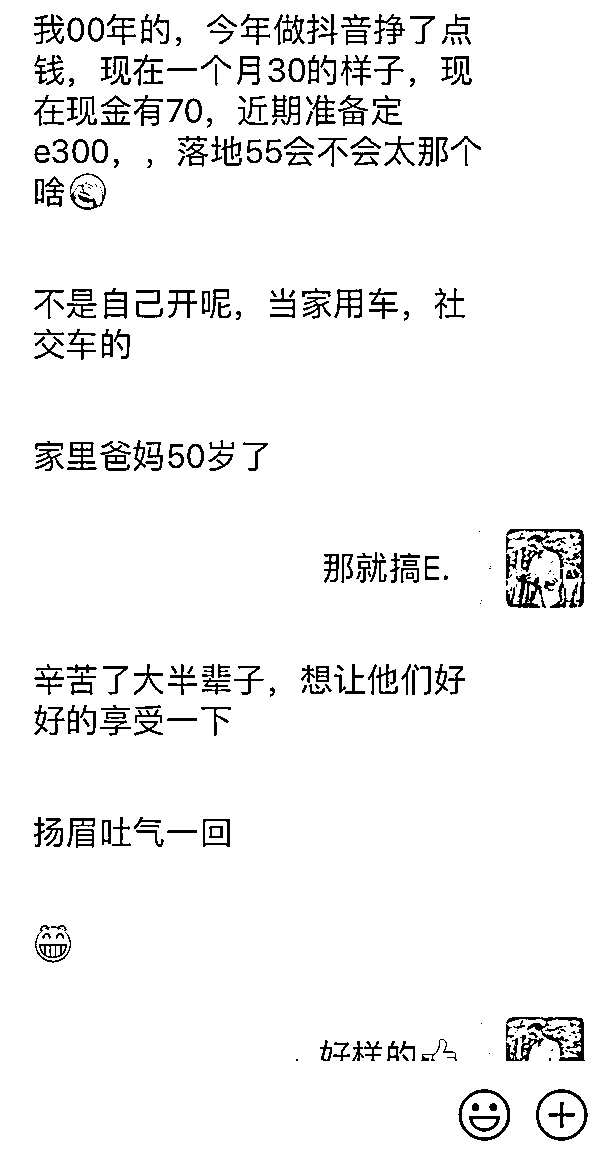 我00年的，今年做抖音挣了点
钱，现在一个月30的样子，现
在现金有70，近期准备定
e300，，落地55会不会太那个
啥
不是自己开呢，当家用车，社
交车的
家里爸妈50岁了
那就搞E.
辛苦了大半辈子，想让他们好
好的享受一下
扬眉吐气一回
好样的